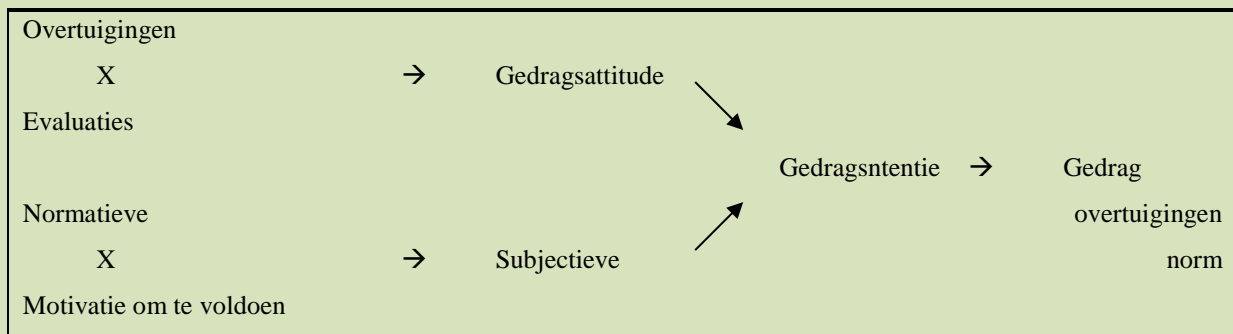 Overtuigingen
X → Gedragsattitude
Evaluaties
Gedragsntentie → Gedrag
Normatieve overtuigingen
X → Subjectieve norm
Motivatie om te voldoen